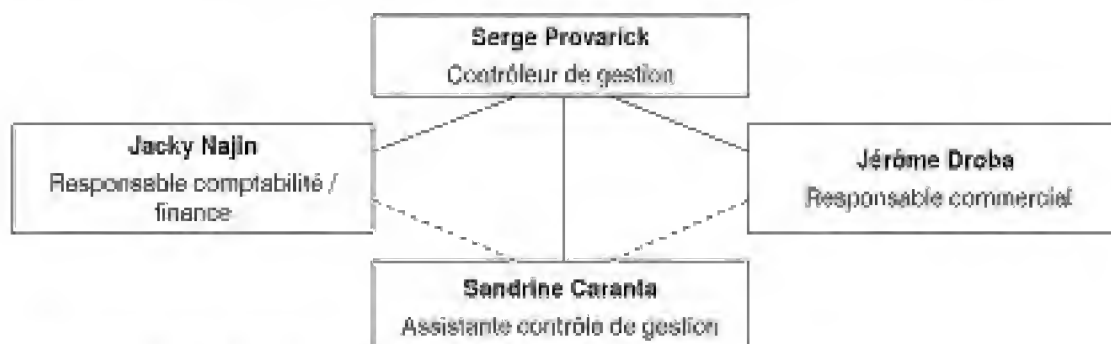 Serge Provarick
Contrôleur de gestion
Jacky Najin
Responsable comptabilité /
finance
Jérôme Droba
Responsable commercial
Sandrine Caranta
Assistante contrôle de gestion